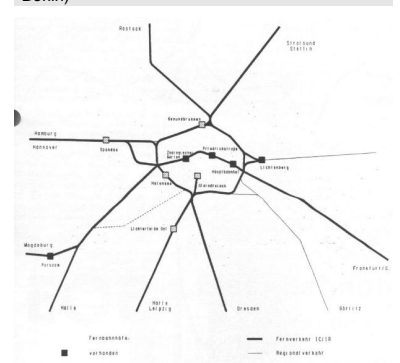 Berlin)
Rostock
Stralsund
Stettin
Gesundbrunnen
Hamburg
Hannover
Spandau
Zoologischer
Garten
Friedrichstraße
Hauptbahnhof
Lichtenberg
Halensee
Gleisdreieck
Lichterfelde Ost
Magdeburg
Potsdam
Halle
Halle
Leipzig
Dresden
Görlitz
Frankfurt/O.
Fernbahnhöfe:
vorhanden
Fernverkehr IC/IR
Regionalverkehr